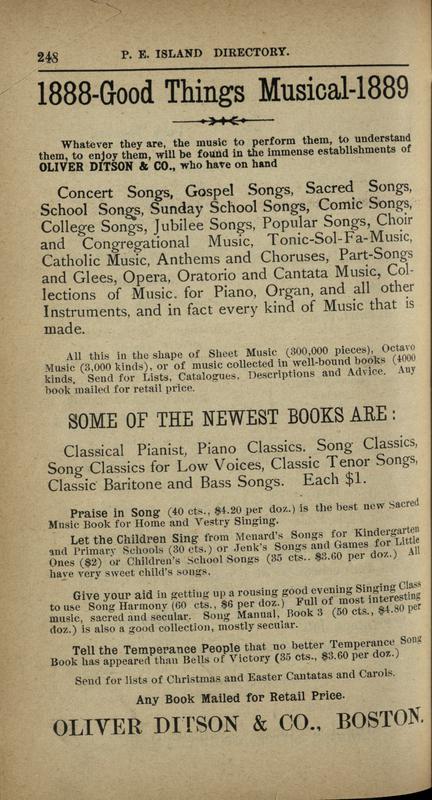 248
P. E. ISLAND DIRECTORY.
1888-Good Things Musical-1889
Whatever they are, the music to perform them, to understand
them, to enjoy them, will be found in the immense establishments of
OLIVER DITSON & CO., who have on hand
Concert Songs, Gospel Songs, Sacred Songs,
School Songs, Sunday School Songs, Comic Songs,
College Songs, Jubilee Songs, Popular Songs, Choir
and Congregational Music, Tonic-Sol-Fa-Music,
Catholic Music, Anthems and Choruses, Part-Songs
and Glees, Opera, Oratorio and Cantata Music, Col-
lections of Music. for Piano, Organ, and all other
Instruments, and in fact every kind of Music that is
made.
All this in the shape of Sheet Music (300,000 pieces), Octavo
Music (3,000 kinds), or of music collected in well-bound books (4000
kinds. Send for Lists, Catalogues. Descriptions and Advice. Any
book mailed for retail price.
SOME OF THE NEWEST BOOKS ARE:
Classical Pianist, Piano Classics. Song Classics,
Song Classics for Low Voices, Classic Tenor Songs,
Classic Baritone and Bass Songs. Each $1.
Praise in Song (40 cts., $4.20 per doz.) is the best new Sacred
Music Book for Home and Vestry Singing.
Let the Children Sing from Menard's Songs for Kindergarten
and Primary Schools (30 cts.) or Jenk's Songs and Games for Little
Ones ($2) or Children's School Songs (35 cts.. $3.60 per doz.) All
have very sweet child's songs.
Give your aid in getting up a rousing good evening Singing Class
to use Song Harmony (60 cts., $6 per doz.) Full of most interesting
music, sacred and secular. Song Manual, Book 3 (50 cts., $4.80 per
doz.) is also a good collection, mostly secular.
Tell the Temperance People that no better Temperance Song
Book has appeared than Bells of Victory (35 cts., $3.60 per doz.)
Send for lists of Christmas and Easter Cantatas and Carols.
Any Book Mailed for Retail Price.
OLIVER DITSON & CO., BOSTON.